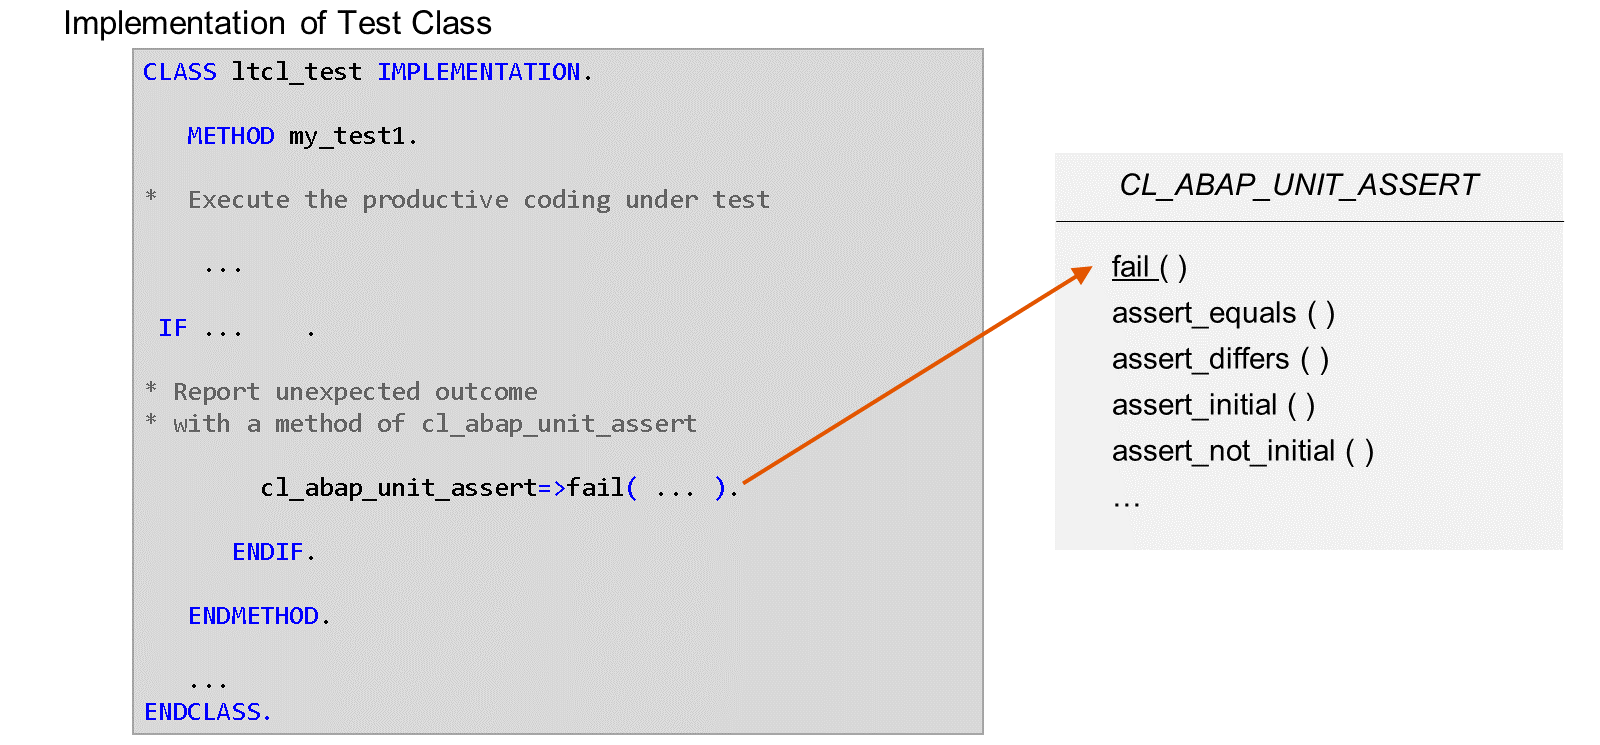 Implementation of Test Class
CLASS ltcl_test IMPLEMENTATION.
METHOD my_test1.
* Execute the productive coding under test
...
IF ... .
* Report unexpected outcome
* with a method of cl_abap_unit_assert
cl_abap_unit_assert=>fail( ... ).
ENDIF.
ENDMETHOD.
...
ENDCLASS.
CL_ABAP_UNIT_ASSERT
fail ( )
assert_equals ( )
assert_differs ( )
assert_initial ( )
assert_not_initial ( )
…